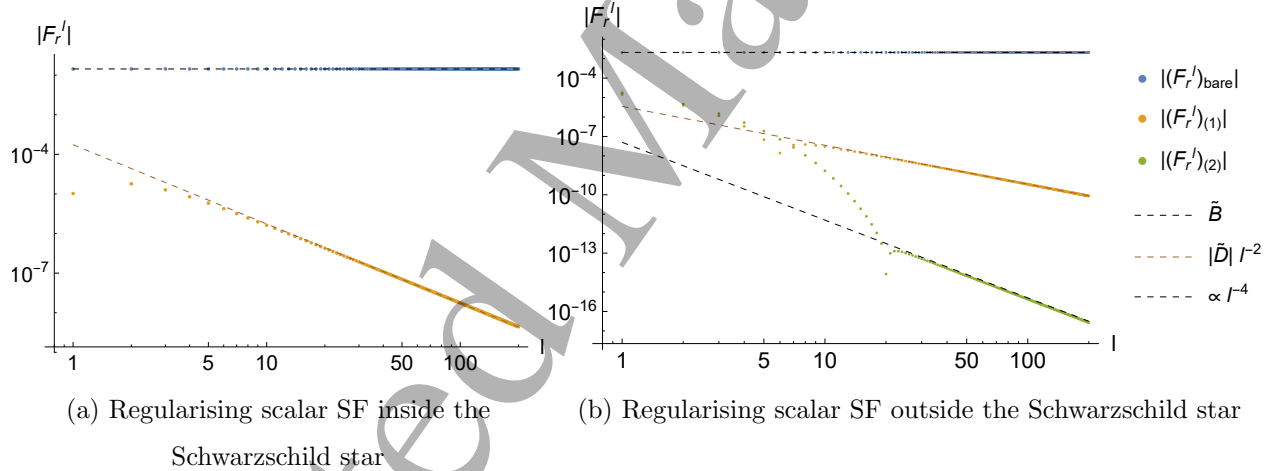 |F_r^l|
10^-4
10^-7
1 5 10 50 100 l
(a) Regularising scalar SF inside the
Schwarzschild star
|F_r^l|
10^-4
10^-7
10^-10
10^-13
10^-16
1 5 10 50 100 l
(b) Regularising scalar SF outside the Schwarzschild star
|(F_r^l)_bare|
|(F_r^l)_(1)|
|(F_r^l)_(2)|
B̃
|D̃| l^-2
∝ l^-4
ted Ma